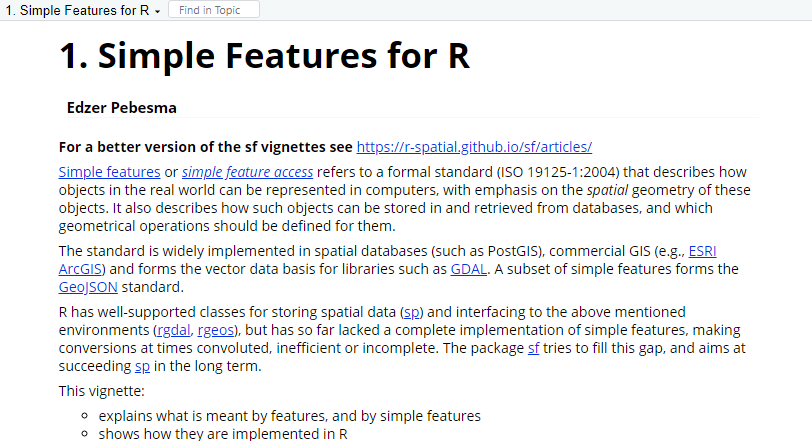 1. Simple Features for R
Find in Topic
1. Simple Features for R
Edzer Pebesma
For a better version of the sf vignettes see https://r-spatial.github.io/sf/articles/
Simple features or simple feature access refers to a formal standard (ISO 19125-1:2004) that describes how
objects in the real world can be represented in computers, with emphasis on the spatial geometry of these
objects. It also describes how such objects can be stored in and retrieved from databases, and which
geometrical operations should be defined for them.
The standard is widely implemented in spatial databases (such as PostGIS), commercial GIS (e.g., ESRI
ArcGIS) and forms the vector data basis for libraries such as GDAL. A subset of simple features forms the
GeoJSON standard.
R has well-supported classes for storing spatial data (sp) and interfacing to the above mentioned
environments (rgdal, rgeos), but has so far lacked a complete implementation of simple features, making
conversions at times convoluted, inefficient or incomplete. The package sf tries to fill this gap, and aims at
succeeding sp in the long term.
This vignette:
explains what is meant by features, and by simple features
shows how they are implemented in R